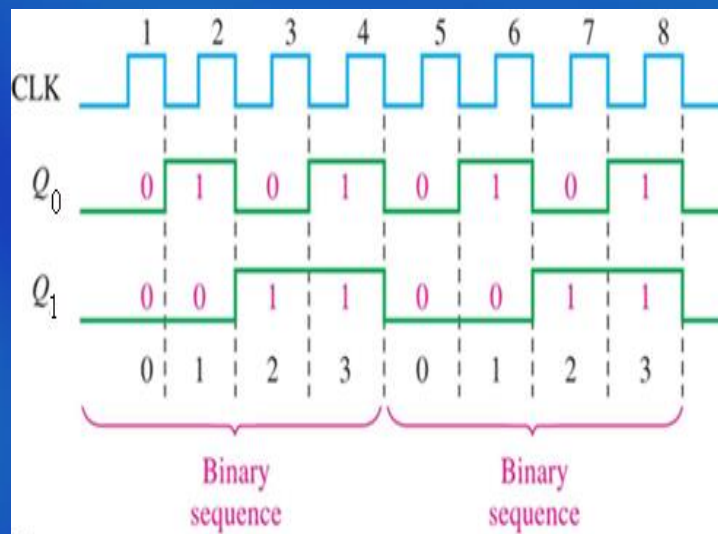 1 2 3 4 5 6 7 8
CLK
Q0 0 1 0 1 0 1 0 1
Q1 0 0 1 1 0 0 1 1
0 1 2 3 0 1 2 3
Binary Binary
sequence sequence